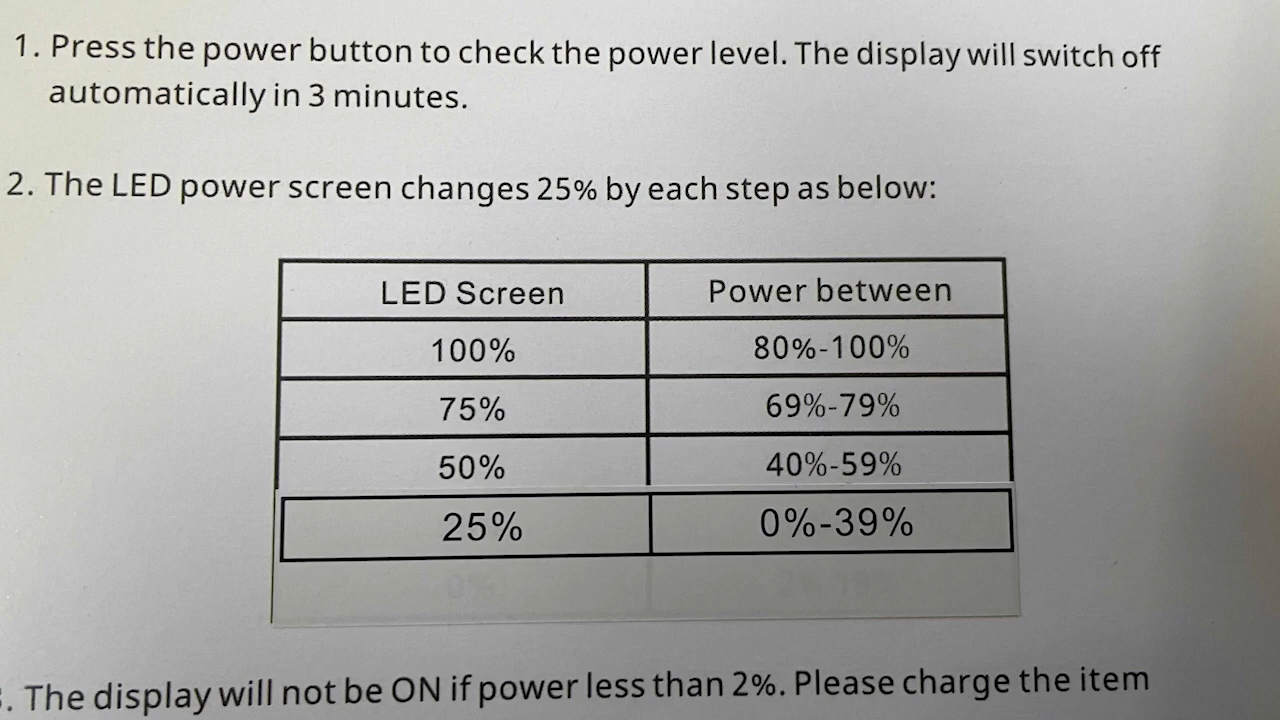 1. Press the power button to check the power level. The display will switch off
automatically in 3 minutes.
2. The LED power screen changes 25% by each step as below:
LED Screen Power between
100% 80%-100%
75% 69%-79%
50% 40%-59%
25% 0%-39%
0%
. The display will not be ON if power less than 2%. Please charge the item